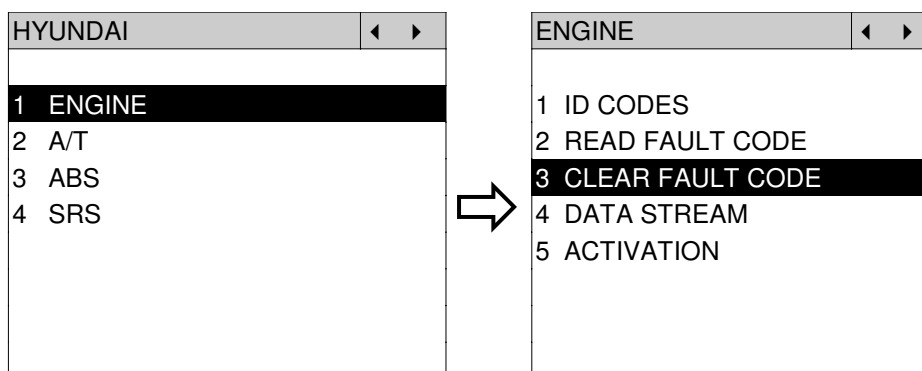 HYUNDAI
1 ENGINE
2 A/T
3 ABS
4 SRS
ENGINE
1 ID CODES
2 READ FAULT CODE
3 CLEAR FAULT CODE
4 DATA STREAM
5 ACTIVATION